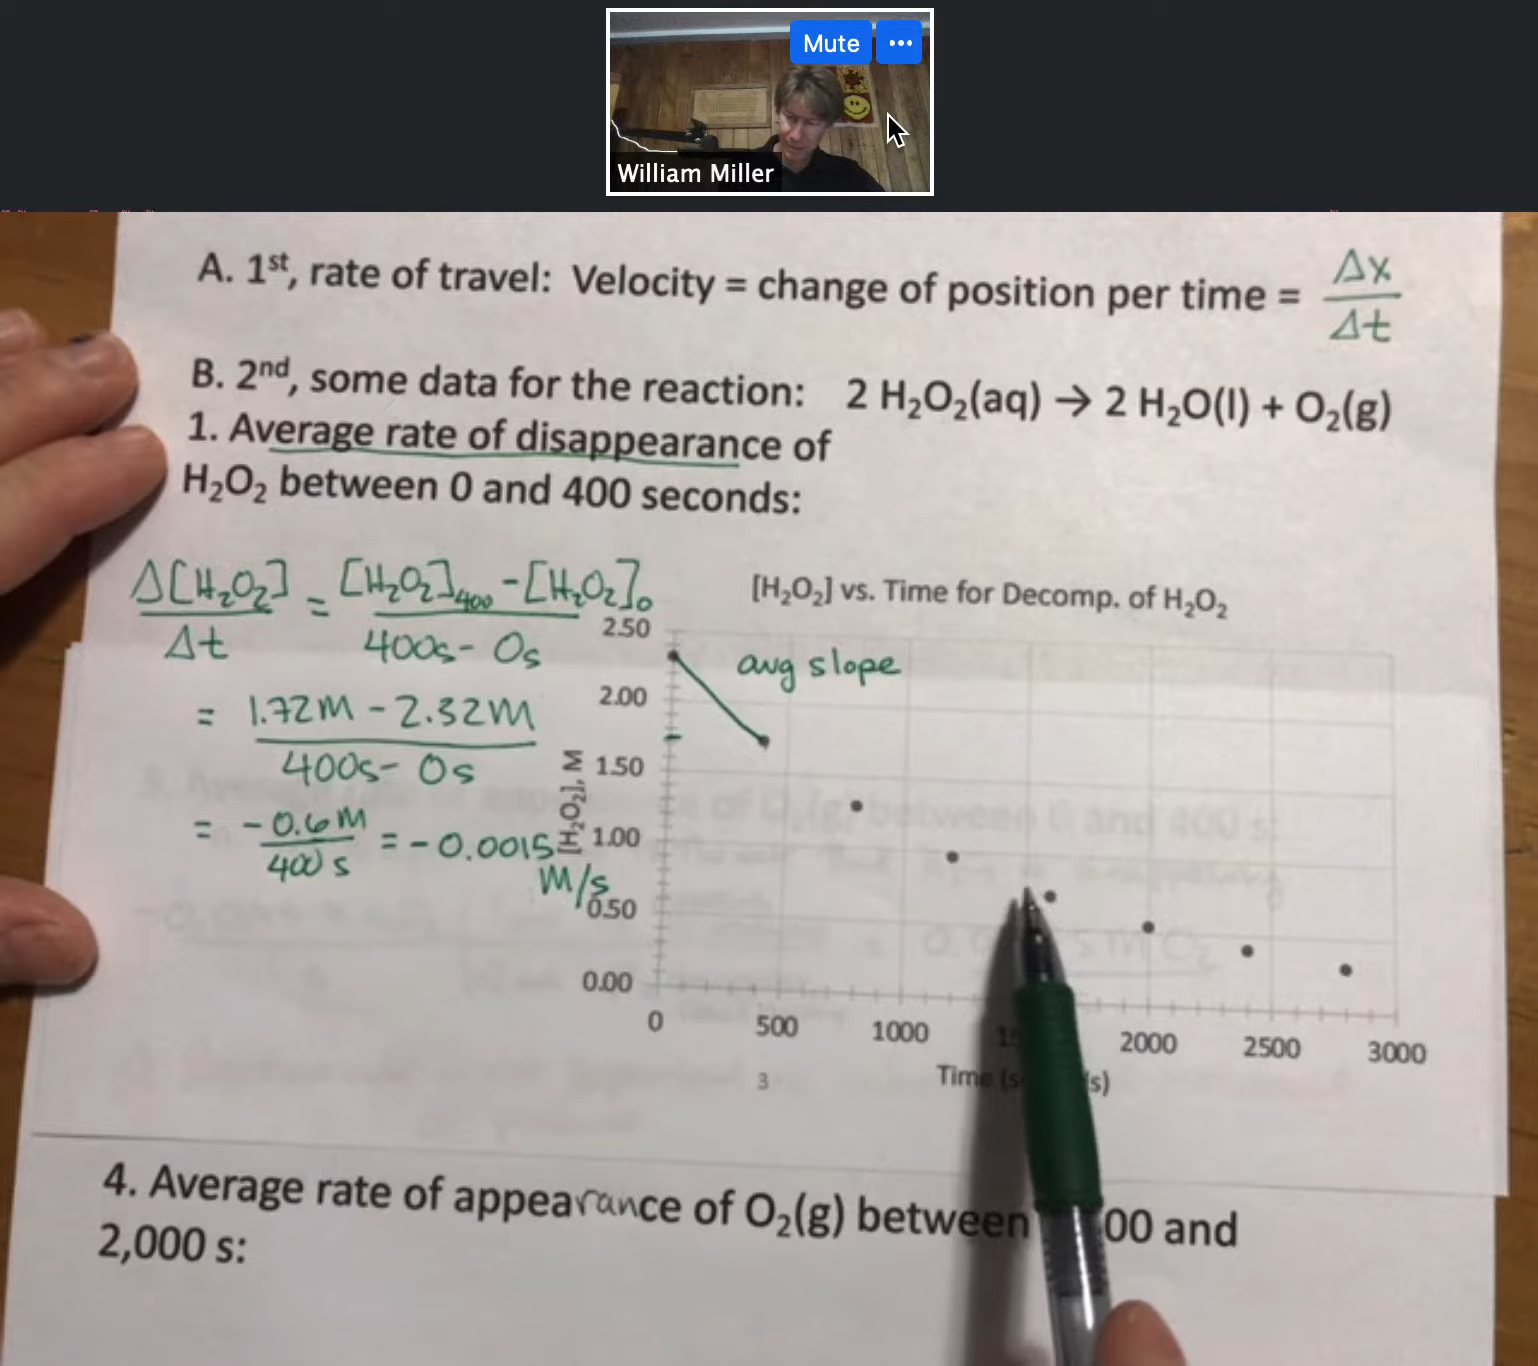 Mute
William Miller
A. 1st, rate of travel: Velocity = change of position per time = Δx/Δt
B. 2nd, some data for the reaction: 2 H₂O₂(aq) → 2 H₂O(l) + O₂(g)
1. Average rate of disappearance of
H₂O₂ between 0 and 400 seconds:
Δ[H₂O₂]/Δt = [H₂O₂]₄₀₀ - [H₂O₂]₀ / 400s - 0s
= 1.72M - 2.32M / 400s - 0s
= -0.6M / 400s = -0.0015
M/s
[H₂O₂] vs. Time for Decomp. of H₂O₂
avg slope
[H₂O₂], M
2.50
2.00
1.50
1.00
0.50
0.00
0 500 1000 2000 2500 3000
Time
3
4. Average rate of appearance of O₂(g) between 00 and
2,000 s: